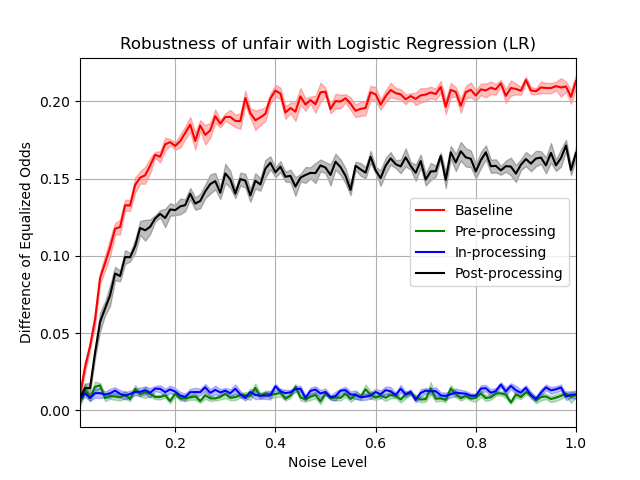 Robustness of unfair with Logistic Regression (LR)
Difference of Equalized Odds
0.20
0.15
0.10
0.05
0.00
Baseline
Pre-processing
In-processing
Post-processing
0.2 0.4 0.6 0.8 1.0
Noise Level